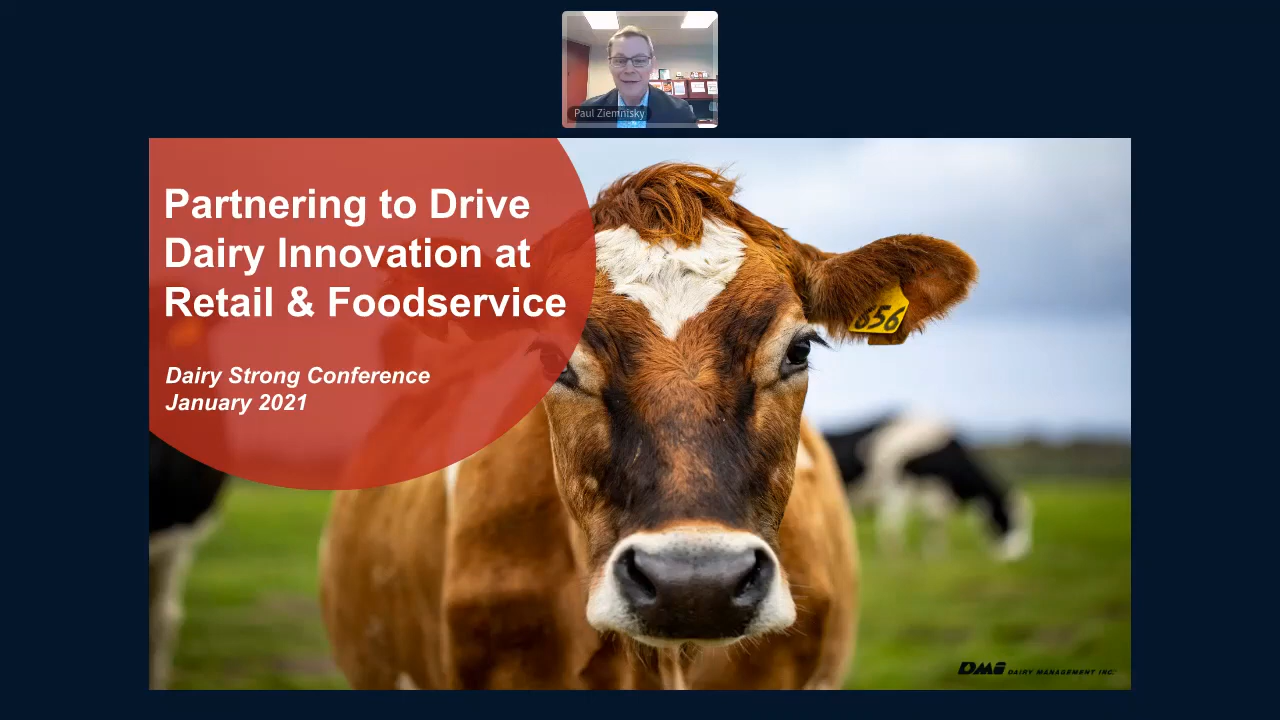 Paul Ziemnisky
Partnering to Drive
Dairy Innovation at
Retail & Foodservice
Dairy Strong Conference
January 2021
656
DMI DAIRY MANAGEMENT INC.